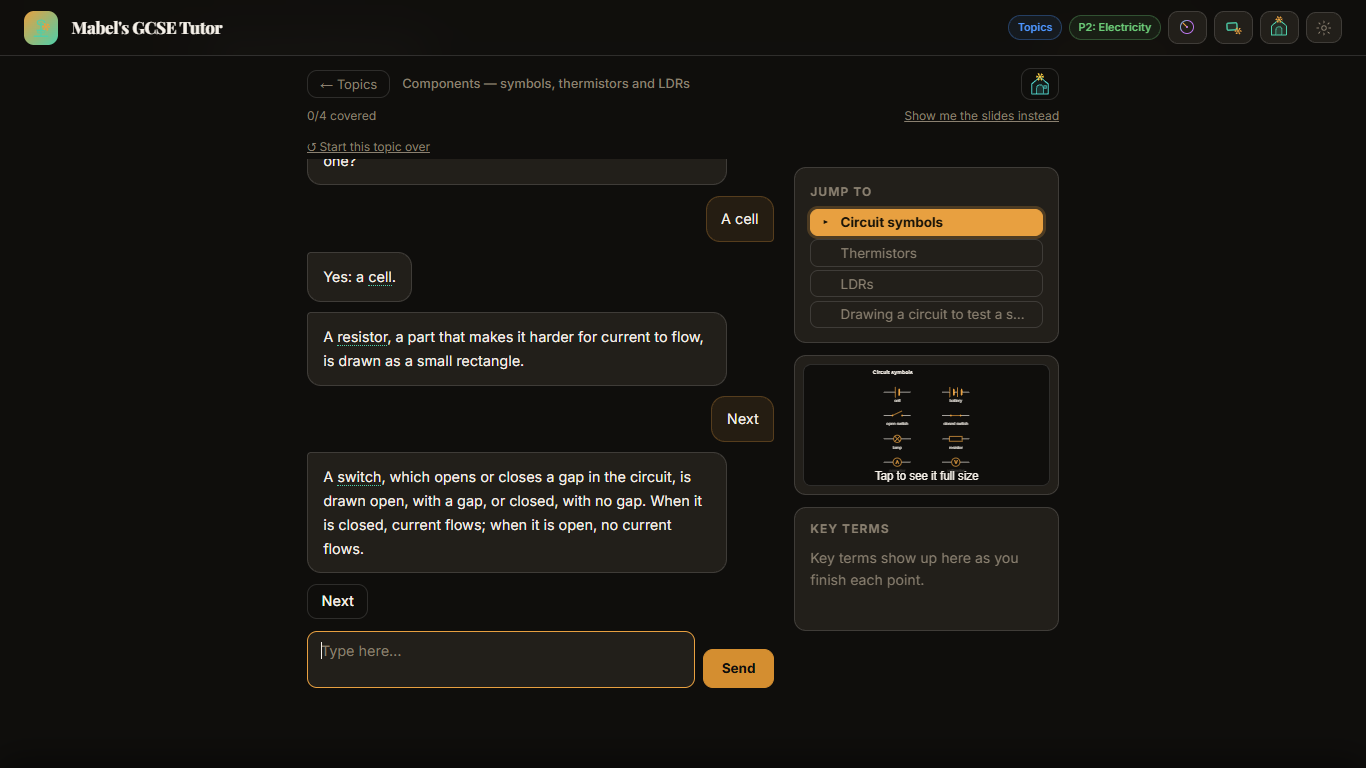 Mabel's GCSE Tutor
Topics
P2: Electricity
← Topics
Components — symbols, thermistors and LDRs
0/4 covered
Show me the slides instead
↺ Start this topic over
one?
A cell
Yes: a cell.
A resistor, a part that makes it harder for current to flow,
is drawn as a small rectangle.
Next
A switch, which opens or closes a gap in the circuit, is
drawn open, with a gap, or closed, with no gap. When it
is closed, current flows; when it is open, no current
flows.
Next
Type here...
Send
JUMP TO
Circuit symbols
Thermistors
LDRs
Drawing a circuit to test a s...
Circuit symbols
cell
battery
open switch
closed switch
lamp
resistor
A
V
Tap to see it full size
KEY TERMS
Key terms show up here as you
finish each point.